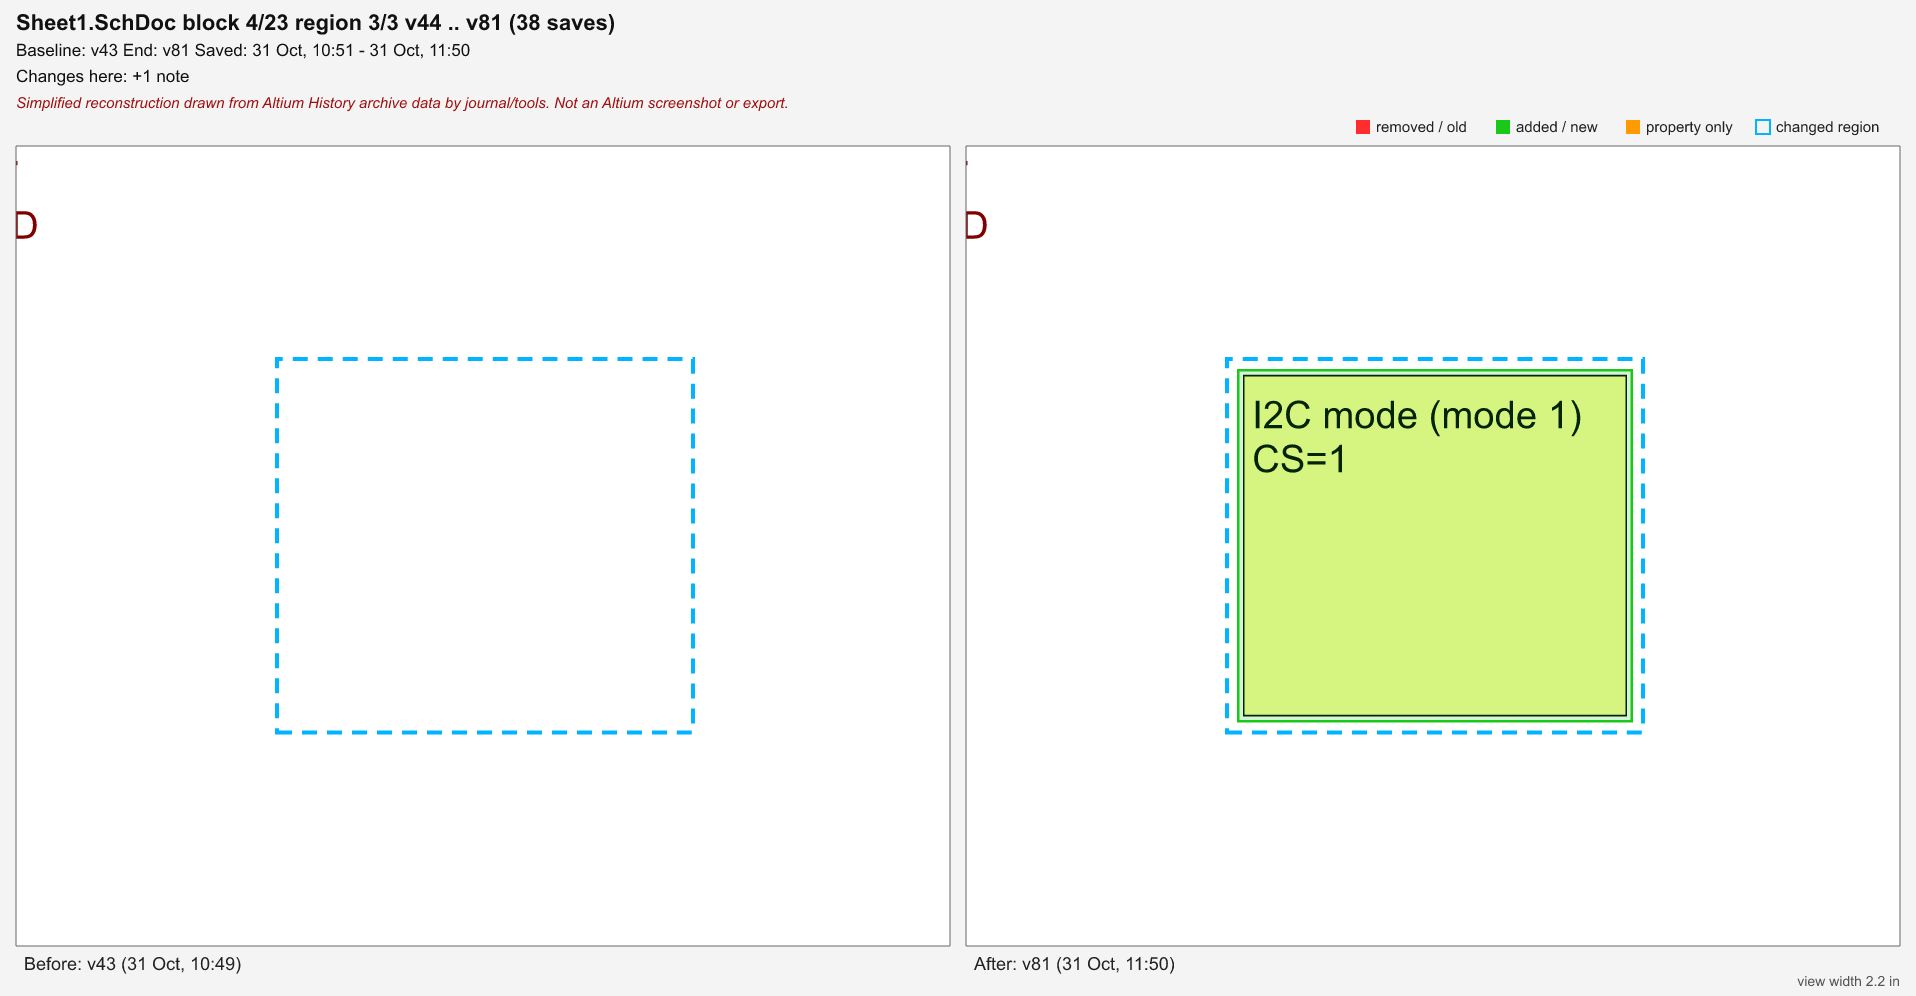 Sheet1.SchDoc block 4/23 region 3/3 v44 .. v81 (38 saves)
Baseline: v43 End: v81 Saved: 31 Oct, 10:51 - 31 Oct, 11:50
Changes here: +1 note
Simplified reconstruction drawn from Altium History archive data by journal/tools. Not an Altium screenshot or export.
removed / old
added / new
property only
changed region
D
D
I2C mode (mode 1)
CS=1
Before: v43 (31 Oct, 10:49)
After: v81 (31 Oct, 11:50)
view width 2.2 in